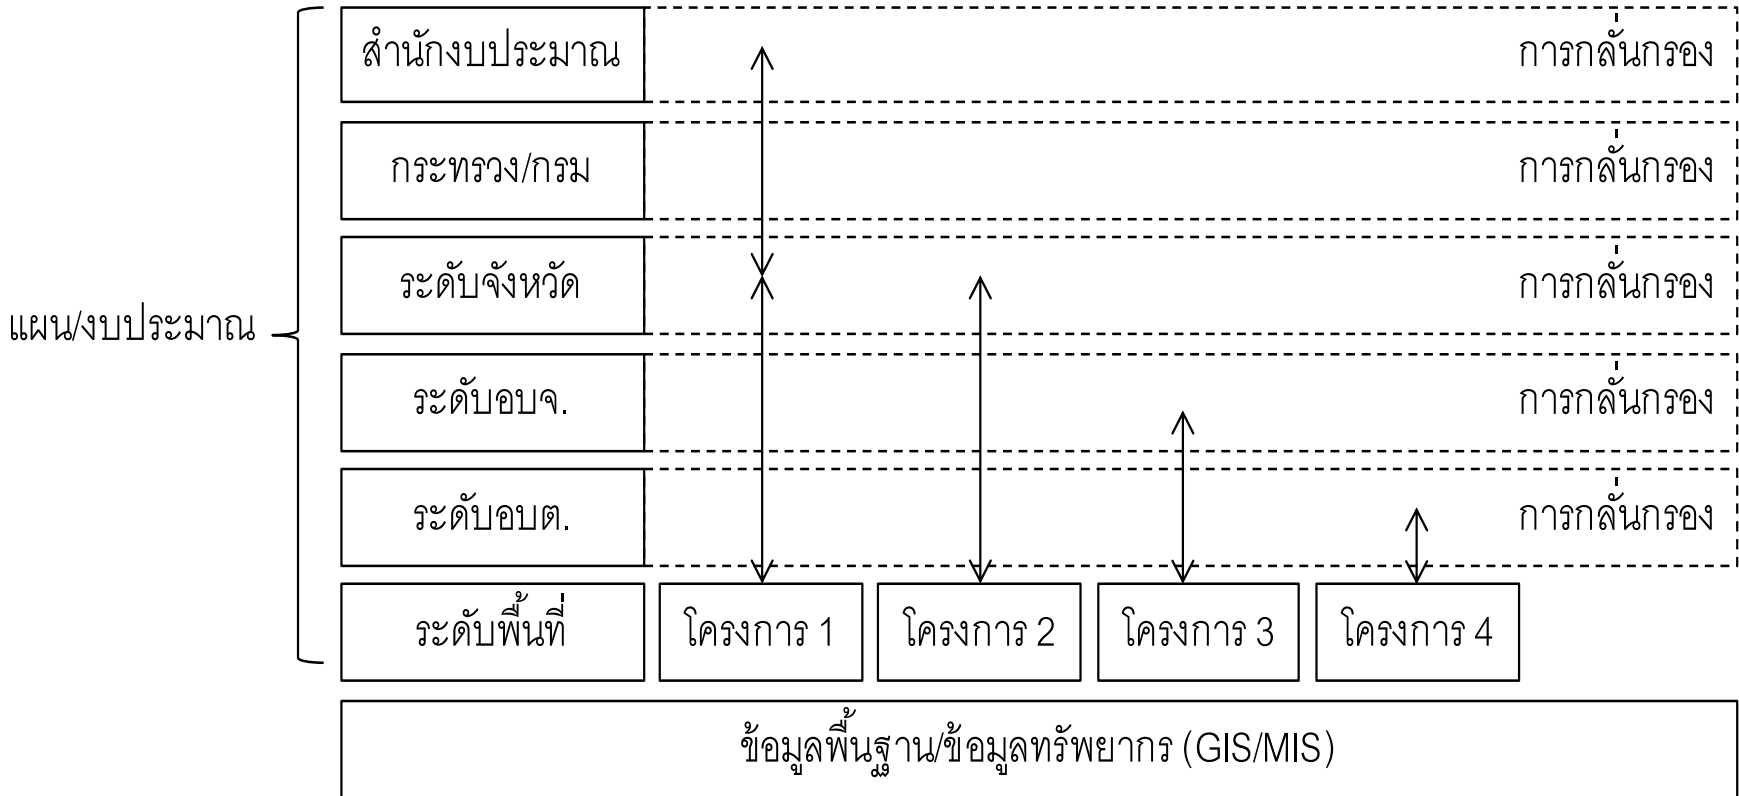 สำนักงบประมาณ การกลั่นกรอง
กระทรวง/กรม การกลั่นกรอง
ระดับจังหวัด การกลั่นกรอง
แผน/งบประมาณ
ระดับอบจ. การกลั่นกรอง
ระดับอบต. การกลั่นกรอง
ระดับพื้นที่ โครงการ 1 โครงการ 2 โครงการ 3 โครงการ 4
ข้อมูลพื้นฐาน/ข้อมูลทรัพยากร (GIS/MIS)